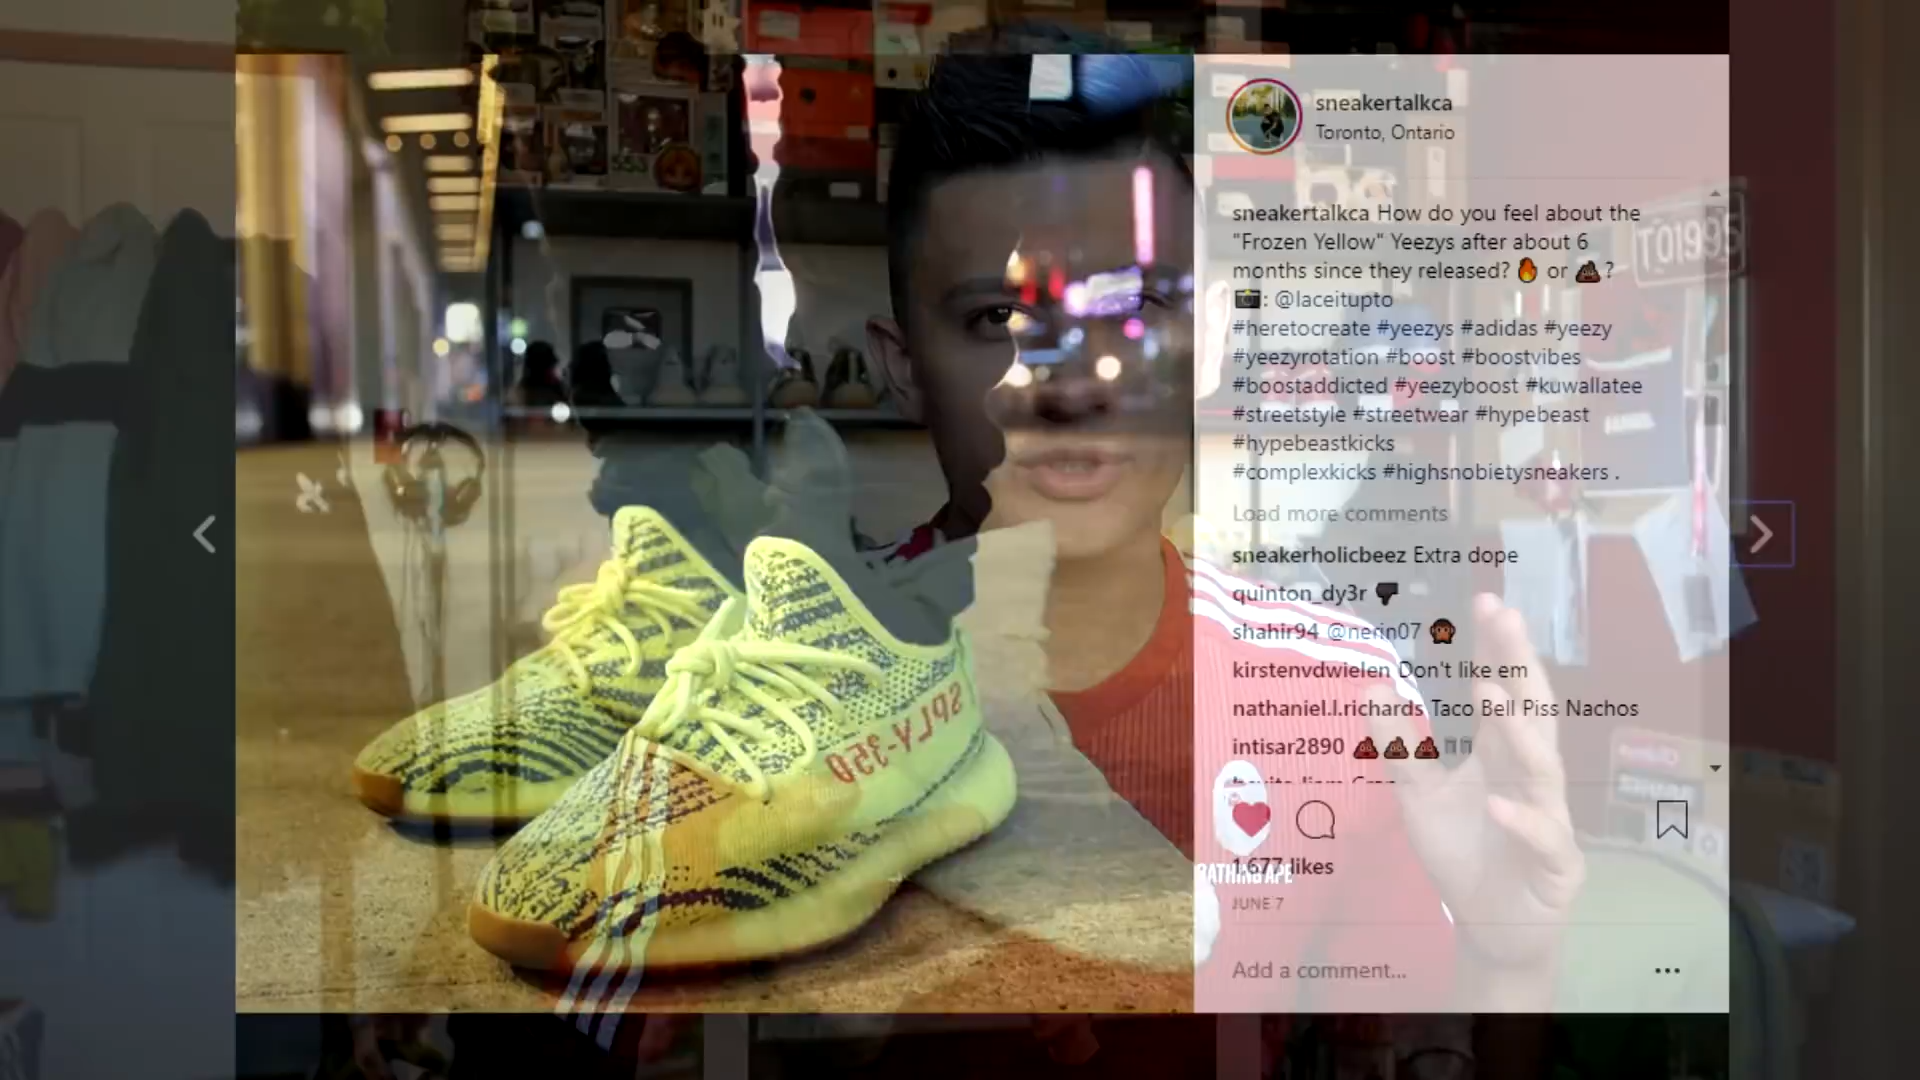 sneakertalkca
Toronto, Ontario
sneakertalkca How do you feel about the
"Frozen Yellow" Yeezys after about 6
months since they released? 🔥 or 💩?
📷: @laceitupto
#heretocreate #yeezys #adidas #yeezy
#yeezyrotation #boost #boostvibes
#boostaddicted #yeezyboost #kuwallatee
#streetstyle #streetwear #hypebeast
#hypebeastkicks
#complexkicks #highsnobietysneakers .
Load more comments
sneakerholicbeez Extra dope
quinton_dy3r 👎
shahir94 @nerin07 🙊
kirstenvdwielen Don't like em
nathaniel.l.richards Taco Bell Piss Nachos
intisar2890 💩💩💩
1,677 likes
JUNE 7
Add a comment...
SPLY-350
BATHING APE
T01995